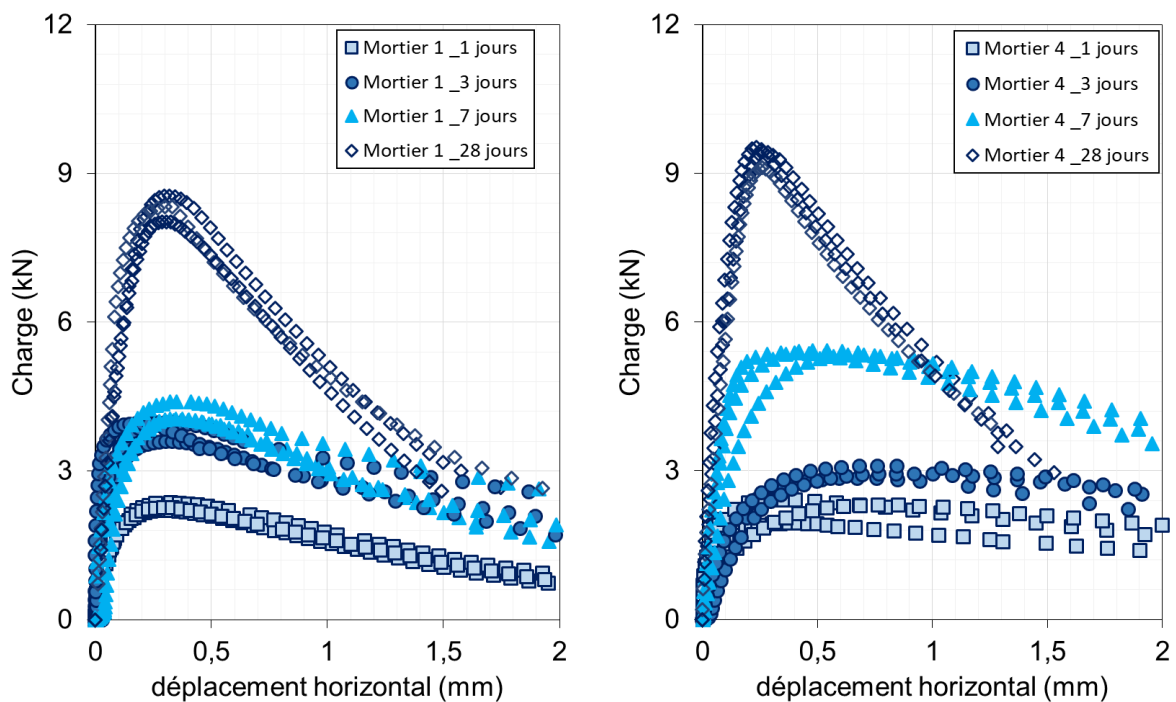 12
9
6
3
0
Charge (kN)
Mortier 1 _1 jours
Mortier 1 _3 jours
Mortier 1 _7 jours
Mortier 1 _28 jours
0 0,5 1 1,5 2
déplacement horizontal (mm)
12
9
6
3
0
Charge (kN)
Mortier 4 _1 jours
Mortier 4 _3 jours
Mortier 4 _7 jours
Mortier 4 _28 jours
0 0,5 1 1,5 2
déplacement horizontal (mm)